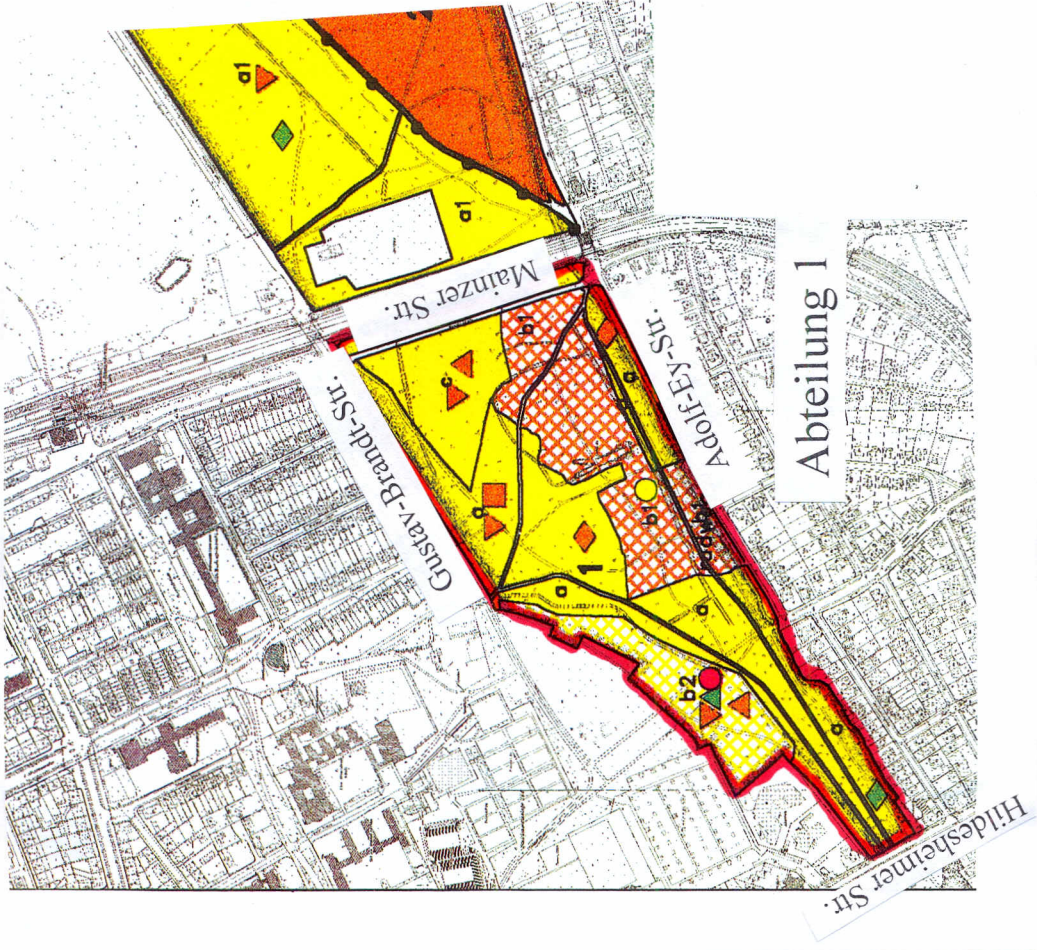 a1
a1
Mainzer Str.
Gustav-Brandt-Str.
b1
c
a
Adolf-Ey-Str.
b1
1
a
a
b2
a
Abteilung 1
Hildesheimer Str.